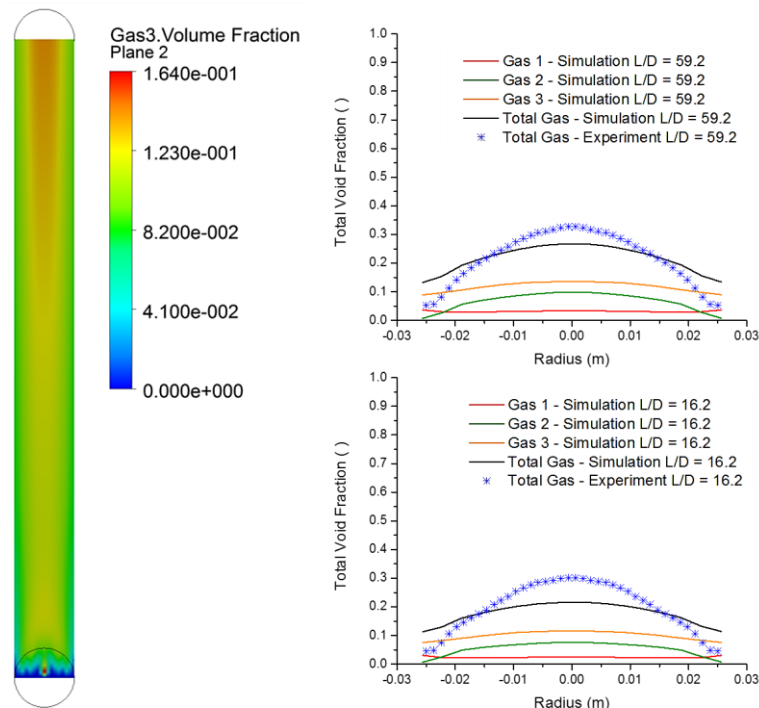 Gas3.Volume Fraction
Plane 2
1.640e-001
1.230e-001
8.200e-002
4.100e-002
0.000e+000
Gas 1 - Simulation L/D = 59.2
Gas 2 - Simulation L/D = 59.2
Gas 3 - Simulation L/D = 59.2
Total Gas - Simulation L/D = 59.2
Total Gas - Experiment L/D = 59.2
Total Void Fraction ( )
1.0
0.9
0.8
0.7
0.6
0.5
0.4
0.3
0.2
0.1
0.0
-0.03 -0.02 -0.01 0.00 0.01 0.02 0.03
Radius (m)
Gas 1 - Simulation L/D = 16.2
Gas 2 - Simulation L/D = 16.2
Gas 3 - Simulation L/D = 16.2
Total Gas - Simulation L/D = 16.2
Total Gas - Experiment L/D = 16.2
Total Void Fraction ( )
1.0
0.9
0.8
0.7
0.6
0.5
0.4
0.3
0.2
0.1
0.0
-0.03 -0.02 -0.01 0.00 0.01 0.02 0.03
Radius (m)